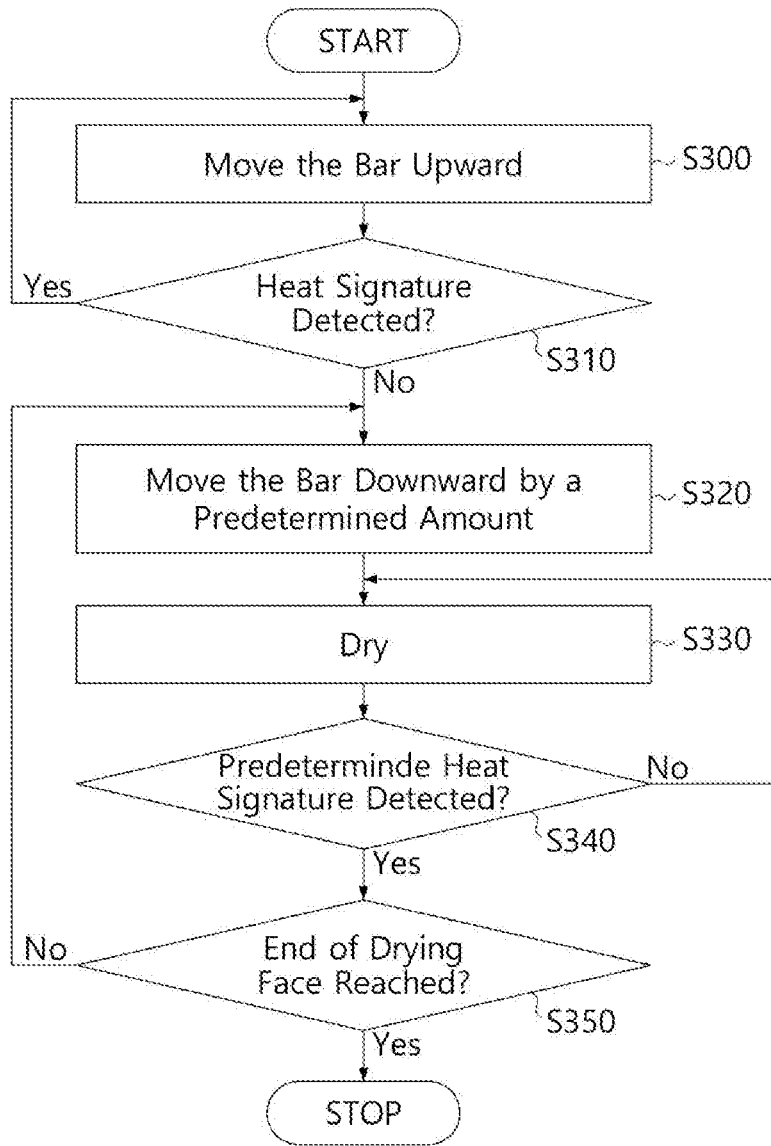 START
Move the Bar Upward
S300
Yes
Heat Signature
Detected?
S310
No
Move the Bar Downward by a
Predetermined Amount
S320
Dry
S330
Predeterminde Heat
Signature Detected?
No
S340
Yes
No
End of Drying
Face Reached?
S350
Yes
STOP